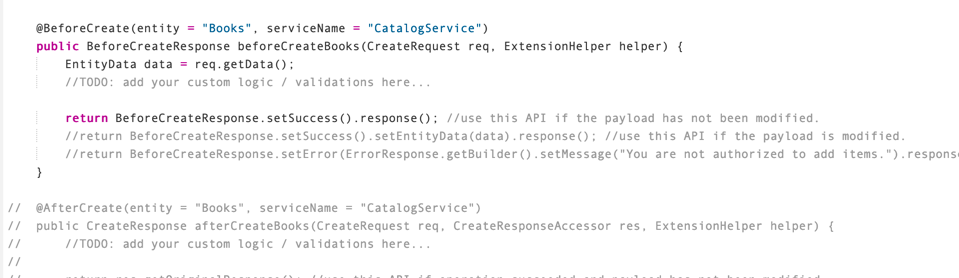 @BeforeCreate(entity = "Books", serviceName = "CatalogService")
public BeforeCreateResponse beforeCreateBooks(CreateRequest req, ExtensionHelper helper) {
EntityData data = req.getData();
//TODO: add your custom logic / validations here...
return BeforeCreateResponse.setSuccess().response(); //use this API if the payload has not been modified.
//return BeforeCreateResponse.setSuccess().setEntityData(data).response(); //use this API if the payload is modified.
//return BeforeCreateResponse.setError(ErrorResponse.getBuilder().setMessage("You are not authorized to add items.").respons
}
// @AfterCreate(entity = "Books", serviceName = "CatalogService")
// public CreateResponse afterCreateBooks(CreateRequest req, CreateResponseAccessor res, ExtensionHelper helper) {
// //TODO: add your custom logic / validations here...
//